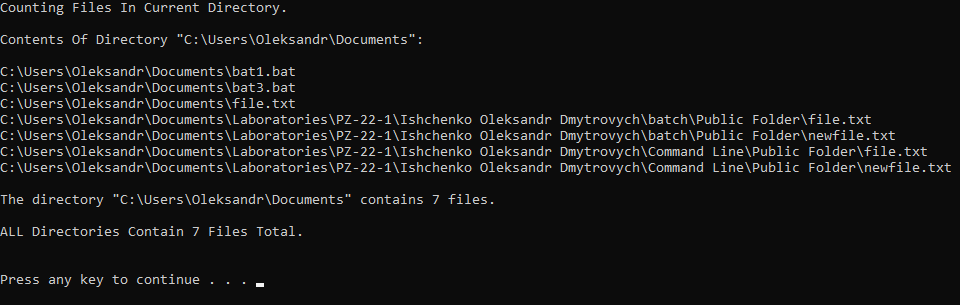 Counting Files In Current Directory.
Contents Of Directory "C:\Users\Oleksandr\Documents":
C:\Users\Oleksandr\Documents\bat1.bat
C:\Users\Oleksandr\Documents\bat3.bat
C:\Users\Oleksandr\Documents\file.txt
C:\Users\Oleksandr\Documents\Laboratories\PZ-22-1\Ishchenko Oleksandr Dmytrovych\batch\Public Folder\file.txt
C:\Users\Oleksandr\Documents\Laboratories\PZ-22-1\Ishchenko Oleksandr Dmytrovych\batch\Public Folder\newfile.txt
C:\Users\Oleksandr\Documents\Laboratories\PZ-22-1\Ishchenko Oleksandr Dmytrovych\Command Line\Public Folder\file.txt
C:\Users\Oleksandr\Documents\Laboratories\PZ-22-1\Ishchenko Oleksandr Dmytrovych\Command Line\Public Folder\newfile.txt
The directory "C:\Users\Oleksandr\Documents" contains 7 files.
ALL Directories Contain 7 Files Total.
Press any key to continue . . .